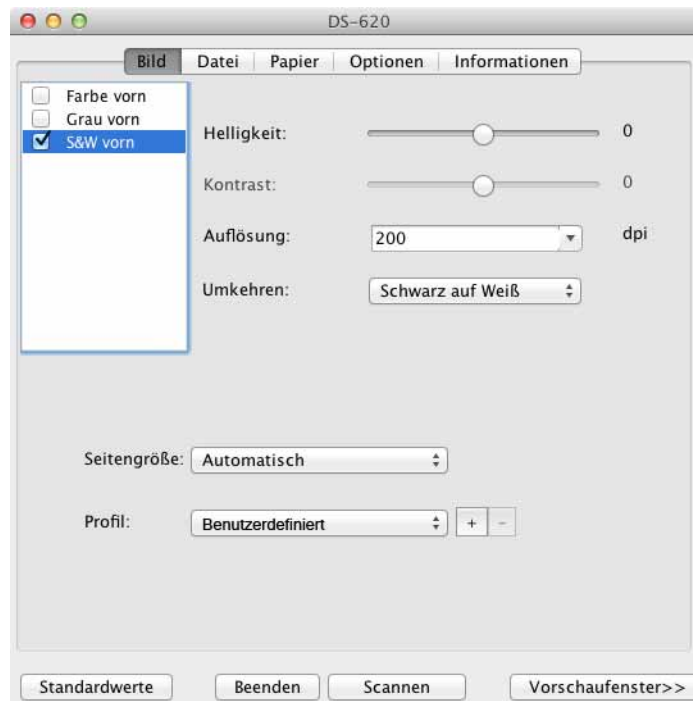 DS-620
Bild Datei Papier Optionen Informationen
Farbe vorn
Grau vorn
S&W vorn
Helligkeit: 0
Kontrast: 0
Auflösung: 200 dpi
Umkehren: Schwarz auf Weiß
Seitengröße: Automatisch
Profil: Benutzerdefiniert + -
Standardwerte Beenden Scannen Vorschaufenster>>